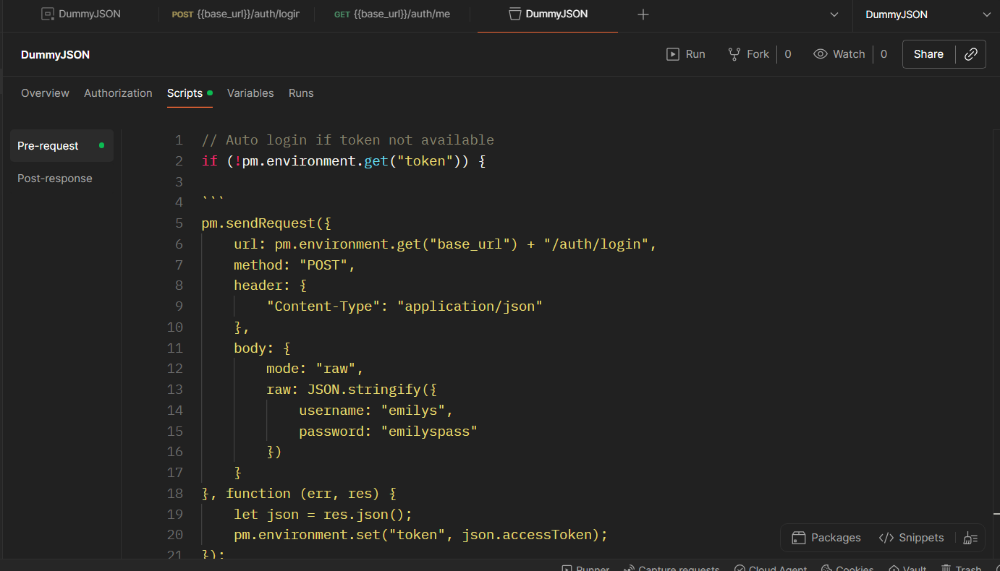 DummyJSON
POST {{base_url}}/auth/login
GET {{base_url}}/auth/me
DummyJSON
DummyJSON
DummyJSON
Run
Fork
0
Watch
0
Share
Overview
Authorization
Scripts
Variables
Runs
Pre-request
Post-response
1 // Auto login if token not available
2 if (!pm.environment.get("token")) {
3
4 ```
5 pm.sendRequest({
6     url: pm.environment.get("base_url") + "/auth/login",
7     method: "POST",
8     header: {
9         "Content-Type": "application/json"
10     },
11     body: {
12         mode: "raw",
13         raw: JSON.stringify({
14             username: "emilys",
15             password: "emilyspass"
16         })
17     }
18 }, function (err, res) {
19     let json = res.json();
20     pm.environment.set("token", json.accessToken);
21 });
Packages
</> Snippets
Runner
Capture requests
Cloud Agent
Cookies
Vault
Trash